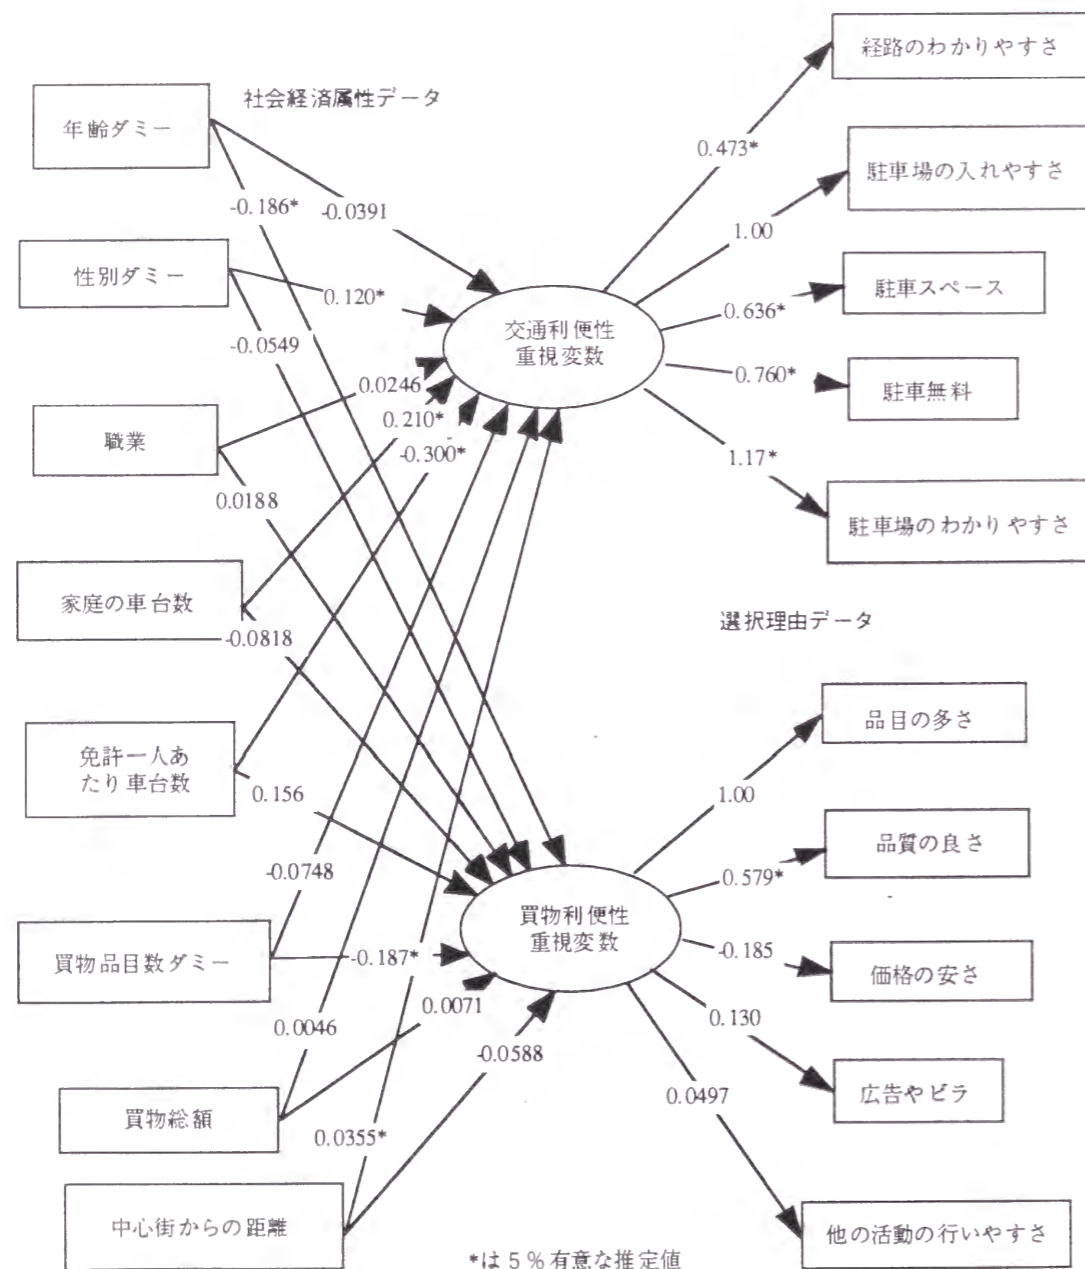 社会経済属性データ
年齢ダミー
性別ダミー
職業
家庭の車台数
免許一人あ
たり車台数
買物品目数ダミー
買物総額
中心街からの距離
-0.186*
-0.0391
0.120*
-0.0549
0.0246
0.210*
-0.300*
0.0188
-0.0818
0.156
-0.0748
-0.187*
0.0071
0.0046
-0.0588
0.0355*
交通利便性
重視変数
買物利便性
重視変数
0.473*
1.00
0.636*
0.760*
1.17*
経路のわかりやすさ
駐車場の入れやすさ
駐車スペース
駐車無料
駐車場のわかりやすさ
選択理由データ
1.00
0.579*
-0.185
0.130
0.0497
品目の多さ
品質の良さ
価格の安さ
広告やビラ
他の活動の行いやすさ
*は5%有意な推定値